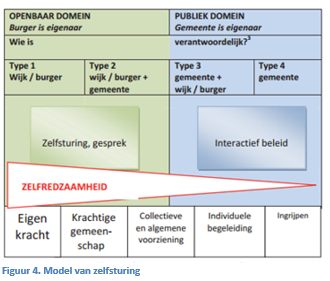 OPENBAAR DOMEIN
Burger is eigenaar
PUBLIEK DOMEIN
Gemeente is eigenaar
Wie is verantwoordelijk?³
Type 1
Wijk / burger
Type 2
wijk / burger +
gemeente
Type 3
gemeente +
wijk / burger
Type 4
gemeente
Zelfsturing, gesprek
Interactief beleid
ZELFREDZAAMHEID
Eigen
kracht
Krachtige
gemeen-
schap
Collectieve
en algemene
voorziening
Individuele
begeleiding
Ingrijpen
Figuur 4. Model van zelfsturing